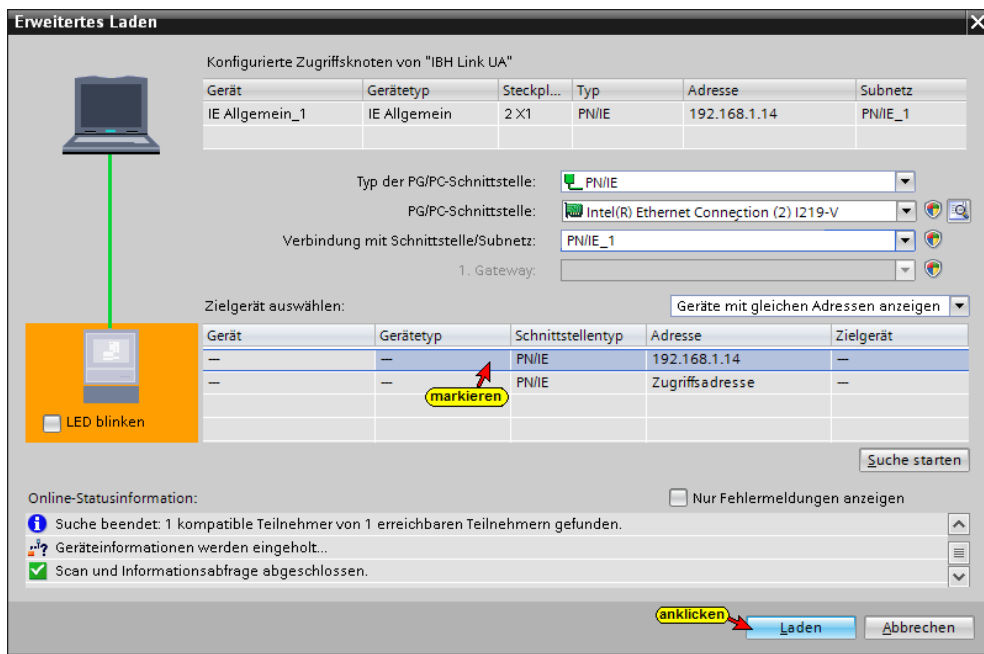 Erweitertes Laden
Konfigurierte Zugriffsknoten von "IBH Link UA"
Gerät Gerätetyp Steckpl... Typ Adresse Subnetz
IE Allgemein_1 IE Allgemein 2 X1 PN/IE 192.168.1.14 PN/IE_1
Typ der PG/PC-Schnittstelle: PN/IE
PG/PC-Schnittstelle: Intel(R) Ethernet Connection (2) I219-V
Verbindung mit Schnittstelle/Subnetz: PN/IE_1
1. Gateway:
Zielgerät auswählen: Geräte mit gleichen Adressen anzeigen
Gerät Gerätetyp Schnittstellentyp Adresse Zielgerät
— — PN/IE 192.168.1.14 —
— — PN/IE Zugriffsadresse —
markieren
LED blinken
Suche starten
Online-Statusinformation: Nur Fehlermeldungen anzeigen
Suche beendet: 1 kompatible Teilnehmer von 1 erreichbaren Teilnehmern gefunden.
Geräteinformationen werden eingeholt...
Scan und Informationsabfrage abgeschlossen.
anklicken
Laden Abbrechen